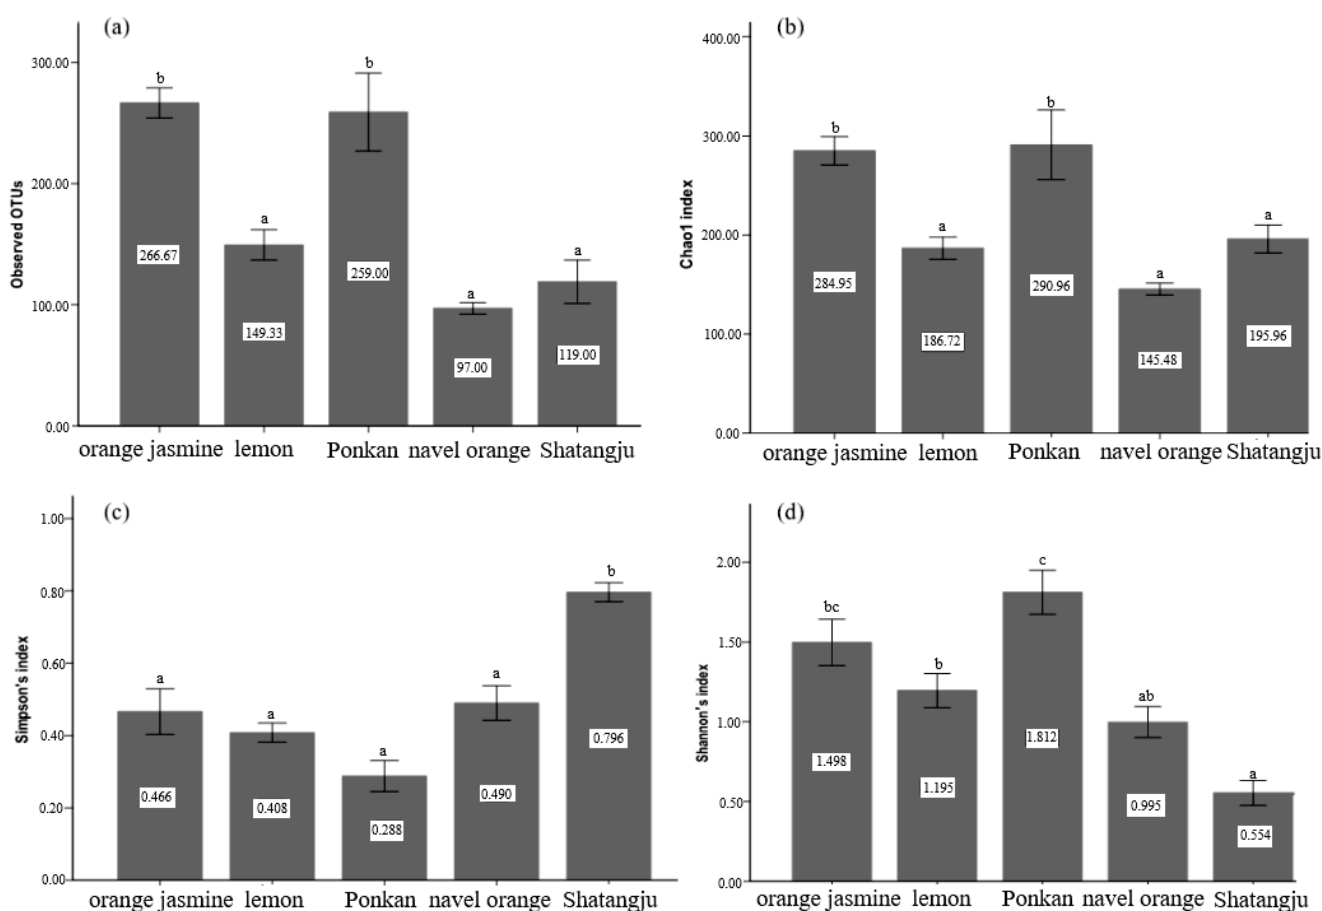 (a)
300.00
200.00
100.00
0.00
Observed OTUs
b
a
b
a
a
266.67
149.33
259.00
97.00
119.00
orange jasmine lemon Ponkan navel orange Shatangju
(b)
400.00
300.00
200.00
100.00
0.00
Chao1 index
b
a
b
a
a
284.95
186.72
290.96
145.48
195.96
orange jasmine lemon Ponkan navel orange Shatangju
(c)
1.00
0.80
0.60
0.40
0.20
0.00
Simpson's index
a
a
a
a
b
0.466
0.408
0.288
0.490
0.796
orange jasmine lemon Ponkan navel orange Shatangju
(d)
2.00
1.50
1.00
0.50
0.00
Shannon's index
bc
b
c
ab
a
1.498
1.195
1.812
0.995
0.554
orange jasmine lemon Ponkan navel orange Shatangju